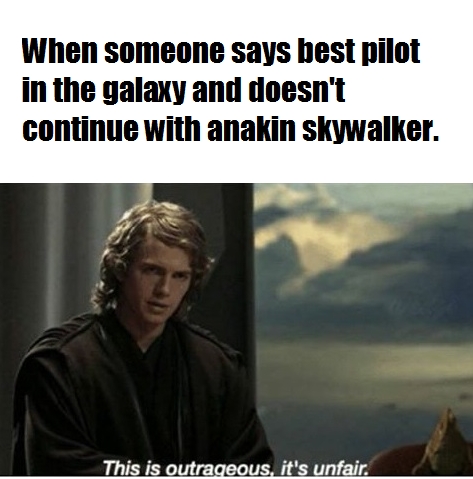 When someone says best pilot
in the galaxy and doesn't
continue with anakin skywalker.
This is outrageous, it's unfair.